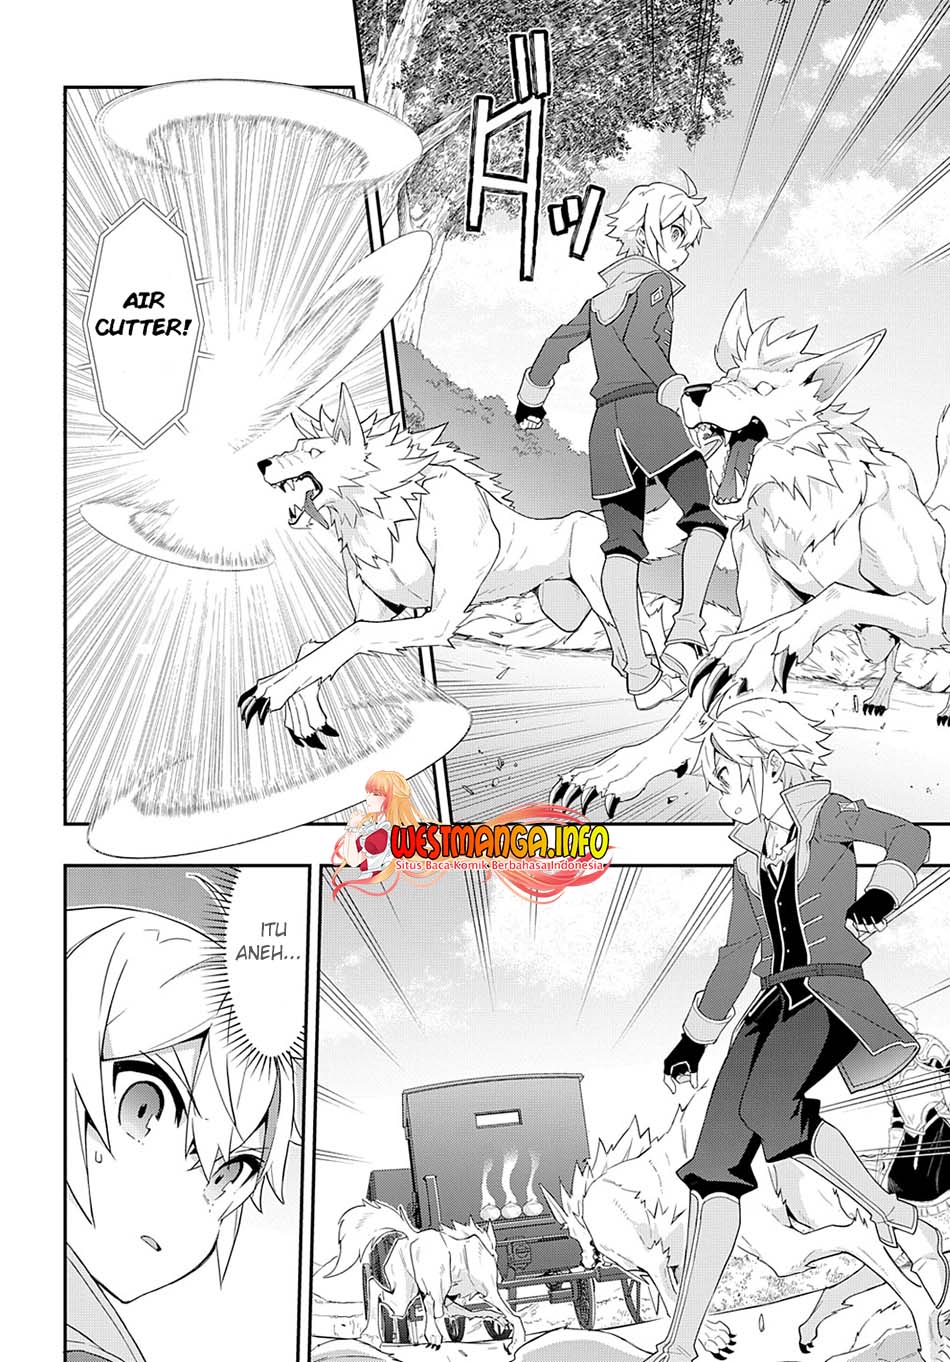 ダッ
AIR
CUTTER!
WESTMANGA.INFO
SITUS BACA KOMIK BERBAHASA INDONESIA
ITU
ANEH...